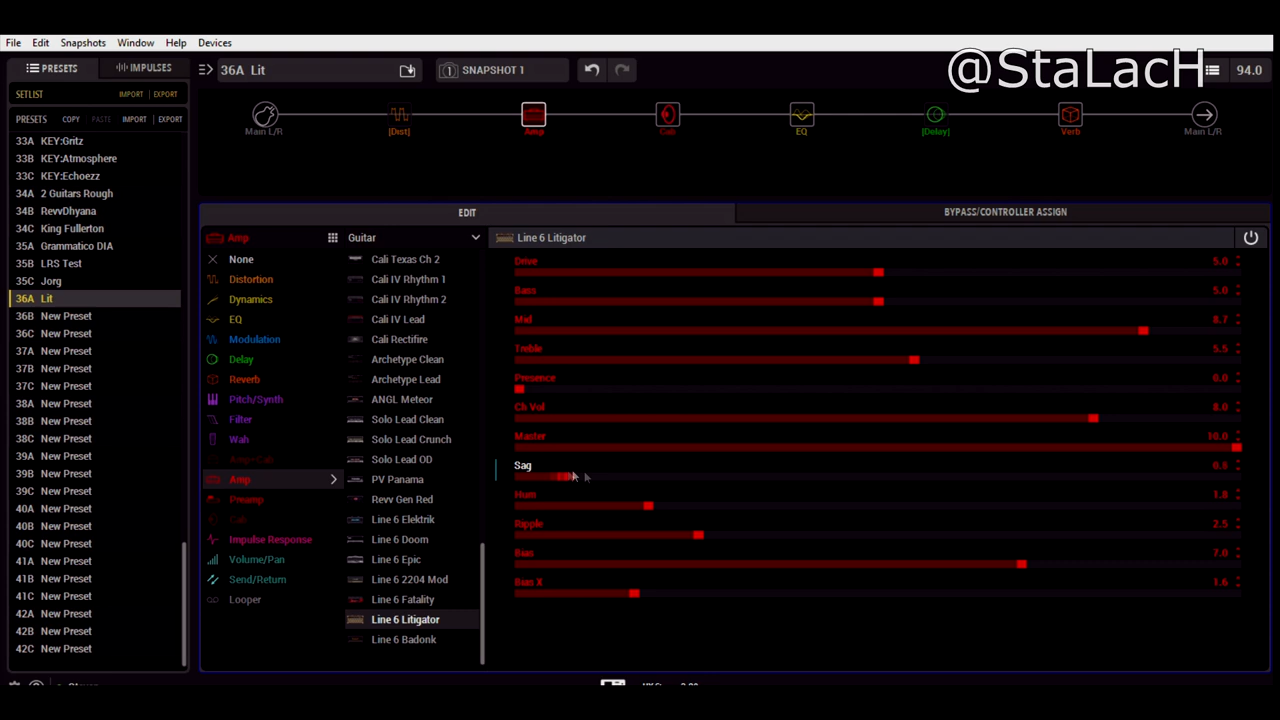 @StaLacH
File Edit Snapshots Window Help Devices
PRESETS IMPULSES 36A Lit SNAPSHOT 1 94.0
SETLIST IMPORT EXPORT
PRESETS COPY PASTE IMPORT EXPORT
Main L/R [Dist] Amp Cab EQ [Delay] Verb Main L/R
33A KEY:Gritz
33B KEY:Atmosphere
33C KEY:Echoezz
34A 2 Guitars Rough
34B RevvDhyana
34C King Fullerton
35A Grammatico DIA
35B LRS Test
35C Jorg
36A Lit
36B New Preset
36C New Preset
37A New Preset
37B New Preset
37C New Preset
38A New Preset
38B New Preset
38C New Preset
39A New Preset
39B New Preset
39C New Preset
40A New Preset
40B New Preset
40C New Preset
41A New Preset
41B New Preset
41C New Preset
42A New Preset
42B New Preset
42C New Preset
EDIT BYPASS/CONTROLLER ASSIGN
Amp Guitar Line 6 Litigator
None
Distortion
Dynamics
EQ
Modulation
Delay
Reverb
Pitch/Synth
Filter
Wah
Amp+Cab
Amp
Preamp
Cab
Impulse Response
Volume/Pan
Send/Return
Looper
Cali Texas Ch 2
Cali IV Rhythm 1
Cali IV Rhythm 2
Cali IV Lead
Cali Rectifire
Archetype Clean
Archetype Lead
ANGL Meteor
Solo Lead Clean
Solo Lead Crunch
Solo Lead OD
PV Panama
Revv Gen Red
Line 6 Elektrik
Line 6 Doom
Line 6 Epic
Line 6 2204 Mod
Line 6 Fatality
Line 6 Litigator
Line 6 Badonk
Drive 5.0
Bass 5.0
Mid 8.7
Treble 5.5
Presence 0.0
Ch Vol 8.0
Master 10.0
Sag 0.6
Hum 1.8
Ripple 2.5
Bias 7.0
Bias X 1.6